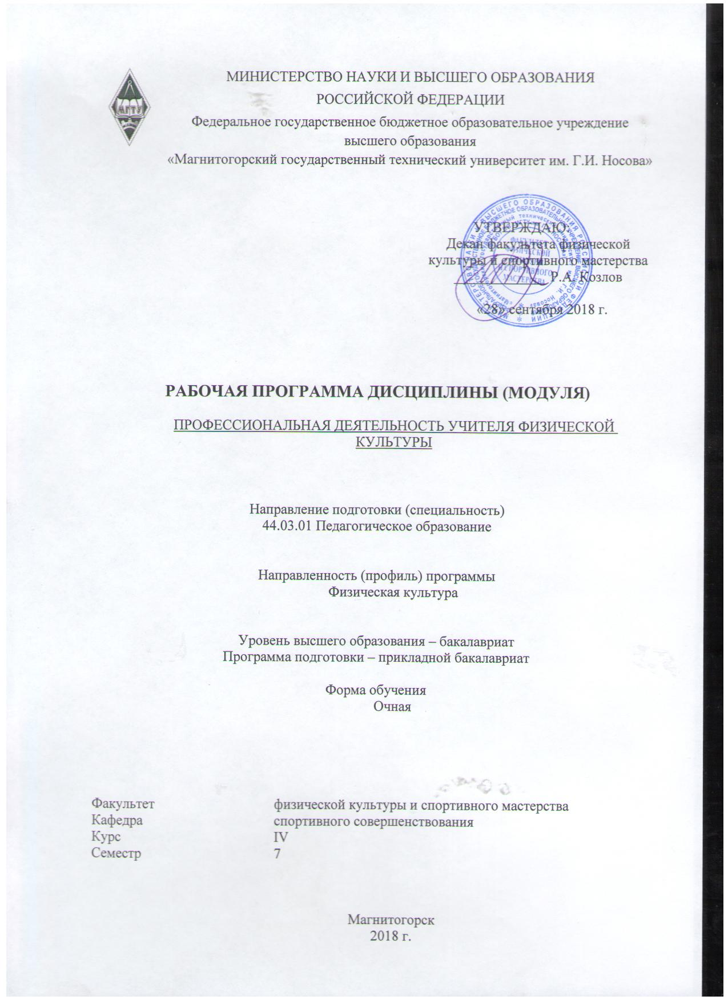 МИНИСТЕРСТВО НАУКИ И ВЫСШЕГО ОБРАЗОВАНИЯ
РОССИЙСКОЙ ФЕДЕРАЦИИ
Федеральное государственное бюджетное образовательное учреждение
высшего образования
«Магнитогорский государственный технический университет им. Г.И. Носова»
МГТУ
УТВЕРЖДАЮ:
Декан факультета физической
культуры и спортивного мастерства
Р.А. Козлов
«28» сентября 2018 г.
РАБОЧАЯ ПРОГРАММА ДИСЦИПЛИНЫ (МОДУЛЯ)
ПРОФЕССИОНАЛЬНАЯ ДЕЯТЕЛЬНОСТЬ УЧИТЕЛЯ ФИЗИЧЕСКОЙ
КУЛЬТУРЫ
Направление подготовки (специальность)
44.03.01 Педагогическое образование
Направленность (профиль) программы
Физическая культура
Уровень высшего образования – бакалавриат
Программа подготовки – прикладной бакалавриат
Форма обучения
Очная
Факультет физической культуры и спортивного мастерства
Кафедра спортивного совершенствования
Курс IV
Семестр 7
Магнитогорск
2018 г.